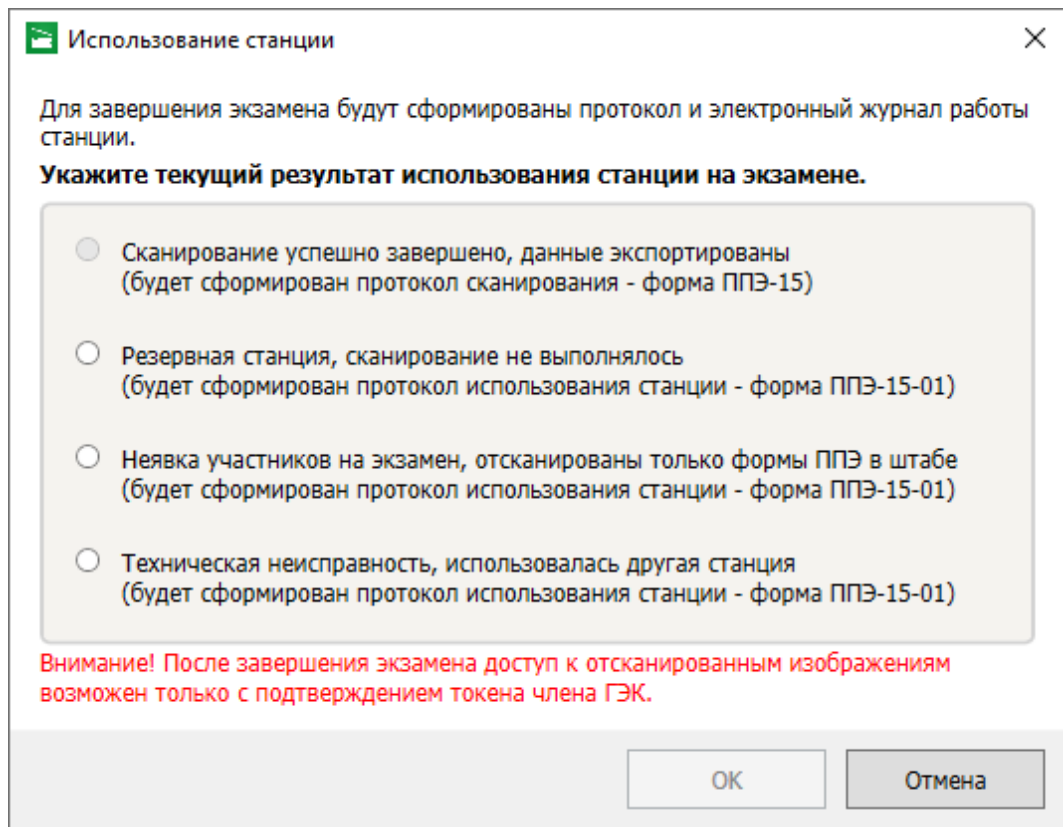 Использование станции
Для завершения экзамена будут сформированы протокол и электронный журнал работы
станции.
Укажите текущий результат использования станции на экзамене.
Сканирование успешно завершено, данные экспортированы
(будет сформирован протокол сканирования - форма ППЭ-15)
Резервная станция, сканирование не выполнялось
(будет сформирован протокол использования станции - форма ППЭ-15-01)
Неявка участников на экзамен, отсканированы только формы ППЭ в штабе
(будет сформирован протокол использования станции - форма ППЭ-15-01)
Техническая неисправность, использовалась другая станция
(будет сформирован протокол использования станции - форма ППЭ-15-01)
Внимание! После завершения экзамена доступ к отсканированным изображениям
возможен только с подтверждением токена члена ГЭК.
ОК
Отмена